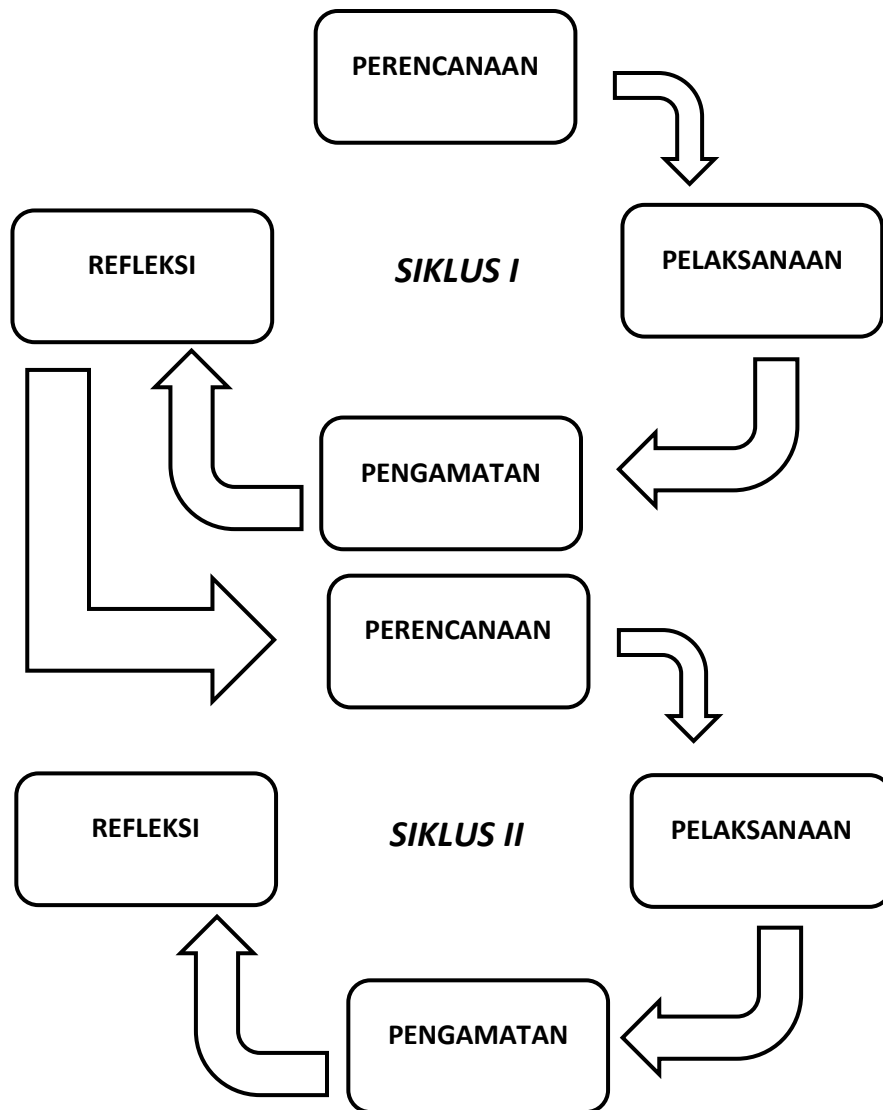 PERENCANAAN
REFLEKSI
SIKLUS I
PELAKSANAAN
PENGAMATAN
PERENCANAAN
REFLEKSI
SIKLUS II
PELAKSANAAN
PENGAMATAN